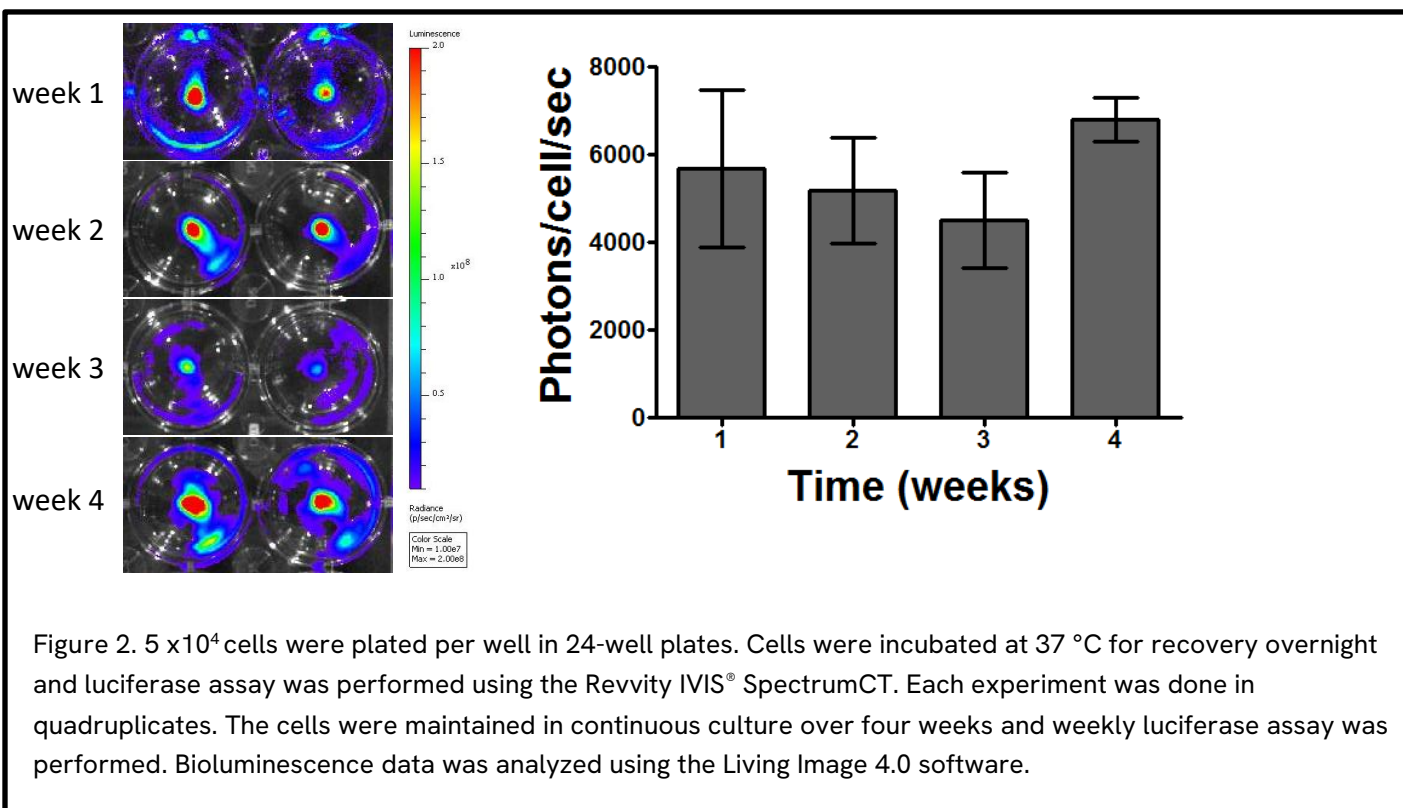 week 1
week 2
week 3
week 4
Luminescence
2.0
1.5
1.0
x10⁸
0.5
Radiance
(p/sec/cm²/sr)
Color Scale
Min = 1.00e7
Max = 2.00e8
Photons/cell/sec
8000
6000
4000
2000
0
1 2 3 4
Time (weeks)
Figure 2. 5 x10⁴ cells were plated per well in 24-well plates. Cells were incubated at 37 °C for recovery overnight
and luciferase assay was performed using the Revvity IVIS® SpectrumCT. Each experiment was done in
quadruplicates. The cells were maintained in continuous culture over four weeks and weekly luciferase assay was
performed. Bioluminescence data was analyzed using the Living Image 4.0 software.